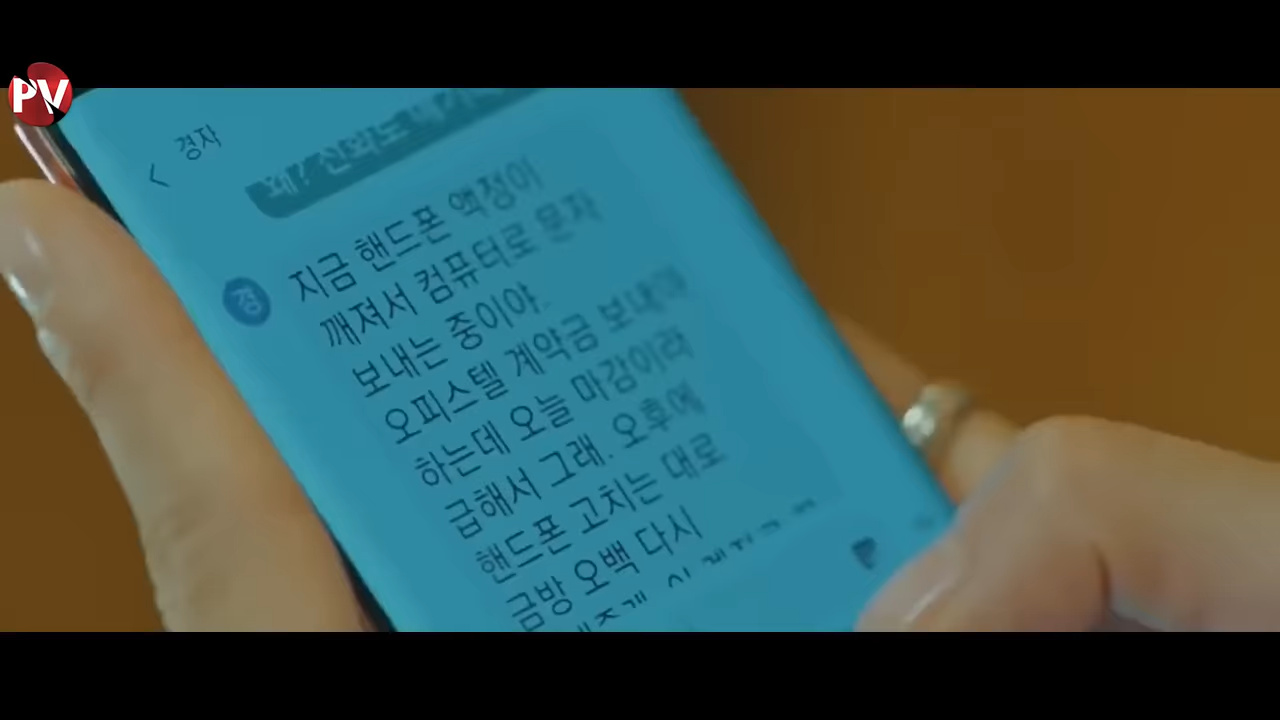 PV
경자
경
지금 핸드폰 액정이
깨져서 컴퓨터로 문자
보내는 중이야.
오피스텔 계약금 보내야
하는데 오늘 마감이라
급해서 그래. 오후에
핸드폰 고치는 대로
금방 오백 다시